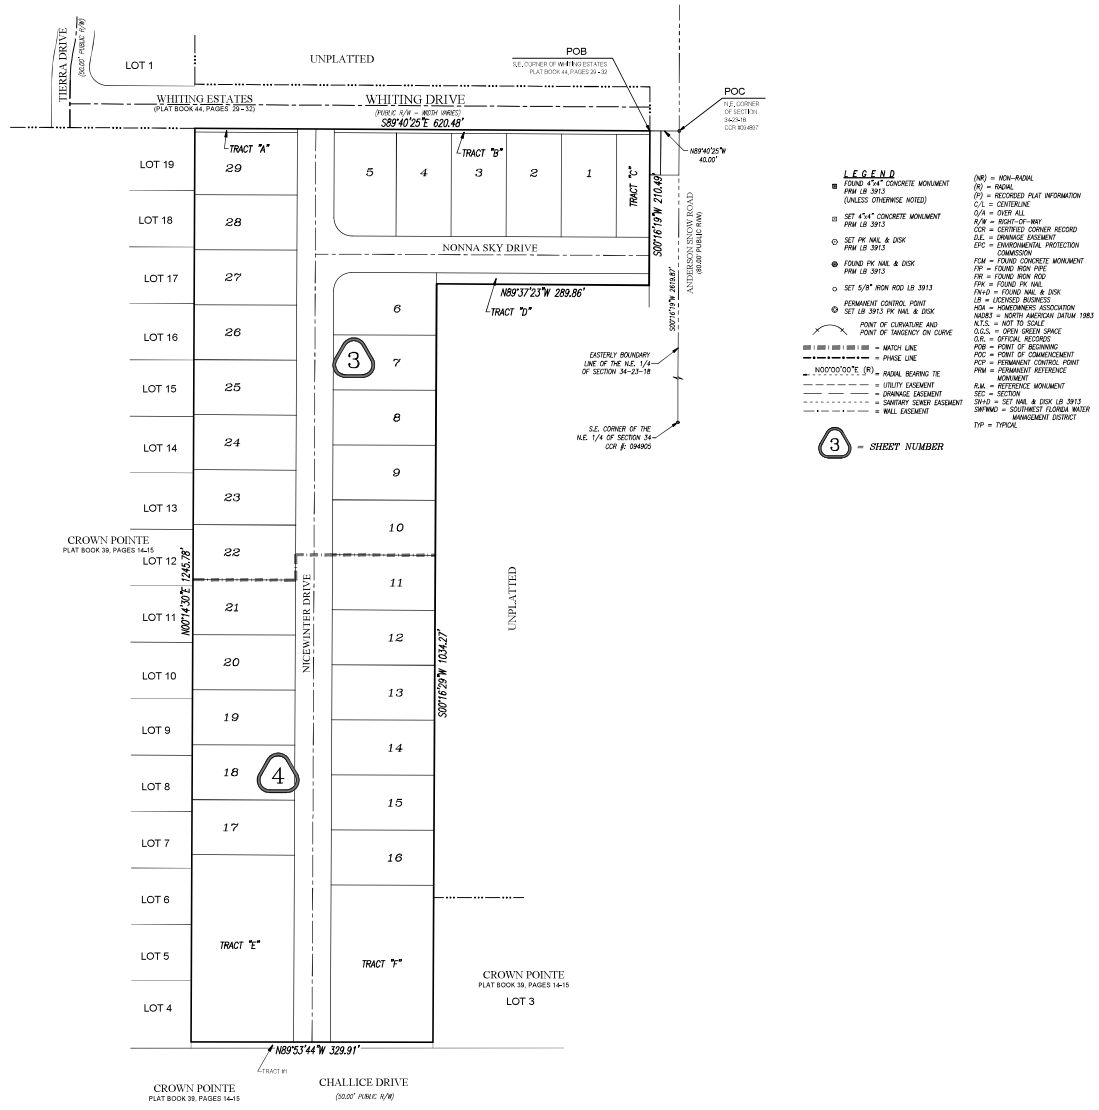 TIERRA DRIVE
(50.00' PUBLIC R/W)
LOT 1
UNPLATTED
POB
S.E. CORNER OF WHITING ESTATES
PLAT BOOK 44, PAGES 29 - 32
POC
N.E. CORNER
OF SECTION
34-23-18
CCR #094897
WHITING ESTATES
(PLAT BOOK 44, PAGES 29 - 32)
WHITING DRIVE
(PUBLIC R/W - WIDTH VARIES)
S89°40'25"E 620.48'
N89°40'25"W
40.00'
LOT 19
LOT 18
LOT 17
LOT 16
LOT 15
LOT 14
LOT 13
LOT 12
LOT 11
LOT 10
LOT 9
LOT 8
LOT 7
LOT 6
LOT 5
LOT 4
CROWN POINTE
PLAT BOOK 39, PAGES 14-15
N00°14'30"E 1245.78'
TRACT "A"
29
28
27
26
25
24
23
22
21
20
19
18
17
TRACT "E"
4
NICEWINTER DRIVE
TRACT "B"
5
4
3
2
1
TRACT "C"
S00°16'19"W 210.49'
NONNA SKY DRIVE
N89°37'23"W 289.86'
TRACT "D"
6
3
7
8
9
10
11
12
13
14
15
16
TRACT "F"
S00°16'29"W 1034.27'
UNPLATTED
ANDERSON SNOW ROAD
(80.00' PUBLIC R/W)
S00°16'19"W 2619.87'
EASTERLY BOUNDARY
LINE OF THE N.E. 1/4
OF SECTION 34-23-18
S.E. CORNER OF THE
N.E. 1/4 OF SECTION 34
CCR #: 094905
CROWN POINTE
PLAT BOOK 39, PAGES 14-15
LOT 3
N89°53'44"W 329.91'
TRACT #1
CROWN POINTE
PLAT BOOK 39, PAGES 14-15
CHALLICE DRIVE
(50.00' PUBLIC R/W)
LEGEND
FOUND 4"x4" CONCRETE MONUMENT
PRM LB 3913
(UNLESS OTHERWISE NOTED)
SET 4"x4" CONCRETE MONUMENT
PRM LB 3913
SET PK NAIL & DISK
PRM LB 3913
FOUND PK NAIL & DISK
PRM LB 3913
SET 5/8" IRON ROD LB 3913
PERMANENT CONTROL POINT
SET LB 3913 PK NAIL & DISK
POINT OF CURVATURE AND
POINT OF TANGENCY ON CURVE
= MATCH LINE
= PHASE LINE
N00°00'00"E (R) = RADIAL BEARING TIE
= UTILITY EASEMENT
= DRAINAGE EASEMENT
= SANITARY SEWER EASEMENT
= WALL EASEMENT
3 = SHEET NUMBER
(NR) = NON-RADIAL
(R) = RADIAL
(P) = RECORDED PLAT INFORMATION
C/L = CENTERLINE
O/A = OVER ALL
R/W = RIGHT-OF-WAY
CCR = CERTIFIED CORNER RECORD
D.E. = DRAINAGE EASEMENT
EPC = ENVIRONMENTAL PROTECTION
COMMISSION
FCM = FOUND CONCRETE MONUMENT
FIP = FOUND IRON PIPE
FIR = FOUND IRON ROD
FPK = FOUND PK NAIL
FN+D = FOUND NAIL & DISK
LB = LICENSED BUSINESS
HOA = HOMEOWNERS ASSOCIATION
NAD83 = NORTH AMERICAN DATUM 1983
N.T.S. = NOT TO SCALE
O.G.S. = OPEN GREEN SPACE
O.R. = OFFICIAL RECORDS
POB = POINT OF BEGINNING
POC = POINT OF COMMENCEMENT
PCP = PERMANENT CONTROL POINT
PRM = PERMANENT REFERENCE
MONUMENT
R.M. = REFERENCE MONUMENT
SEC = SECTION
SN+D = SET NAIL & DISK LB 3913
SWFWMD = SOUTHWEST FLORIDA WATER
MANAGEMENT DISTRICT
TYP = TYPICAL